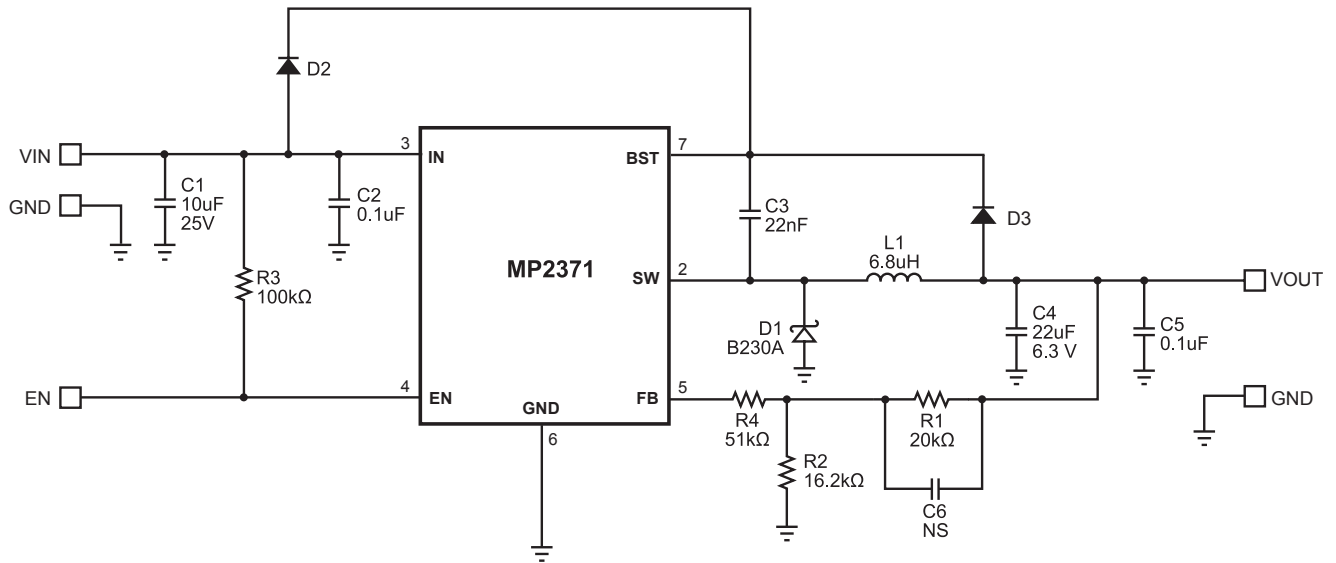 D2
VIN
3
IN
7
BST
C1
10uF
25V
C2
0.1uF
GND
C3
22nF
D3
MP2371
L1
6.8uH
R3
100kΩ
SW
2
VOUT
D1
B230A
C4
22uF
6.3 V
C5
0.1uF
EN
4
EN
GND
6
FB
5
R4
51kΩ
R1
20kΩ
GND
R2
16.2kΩ
C6
NS